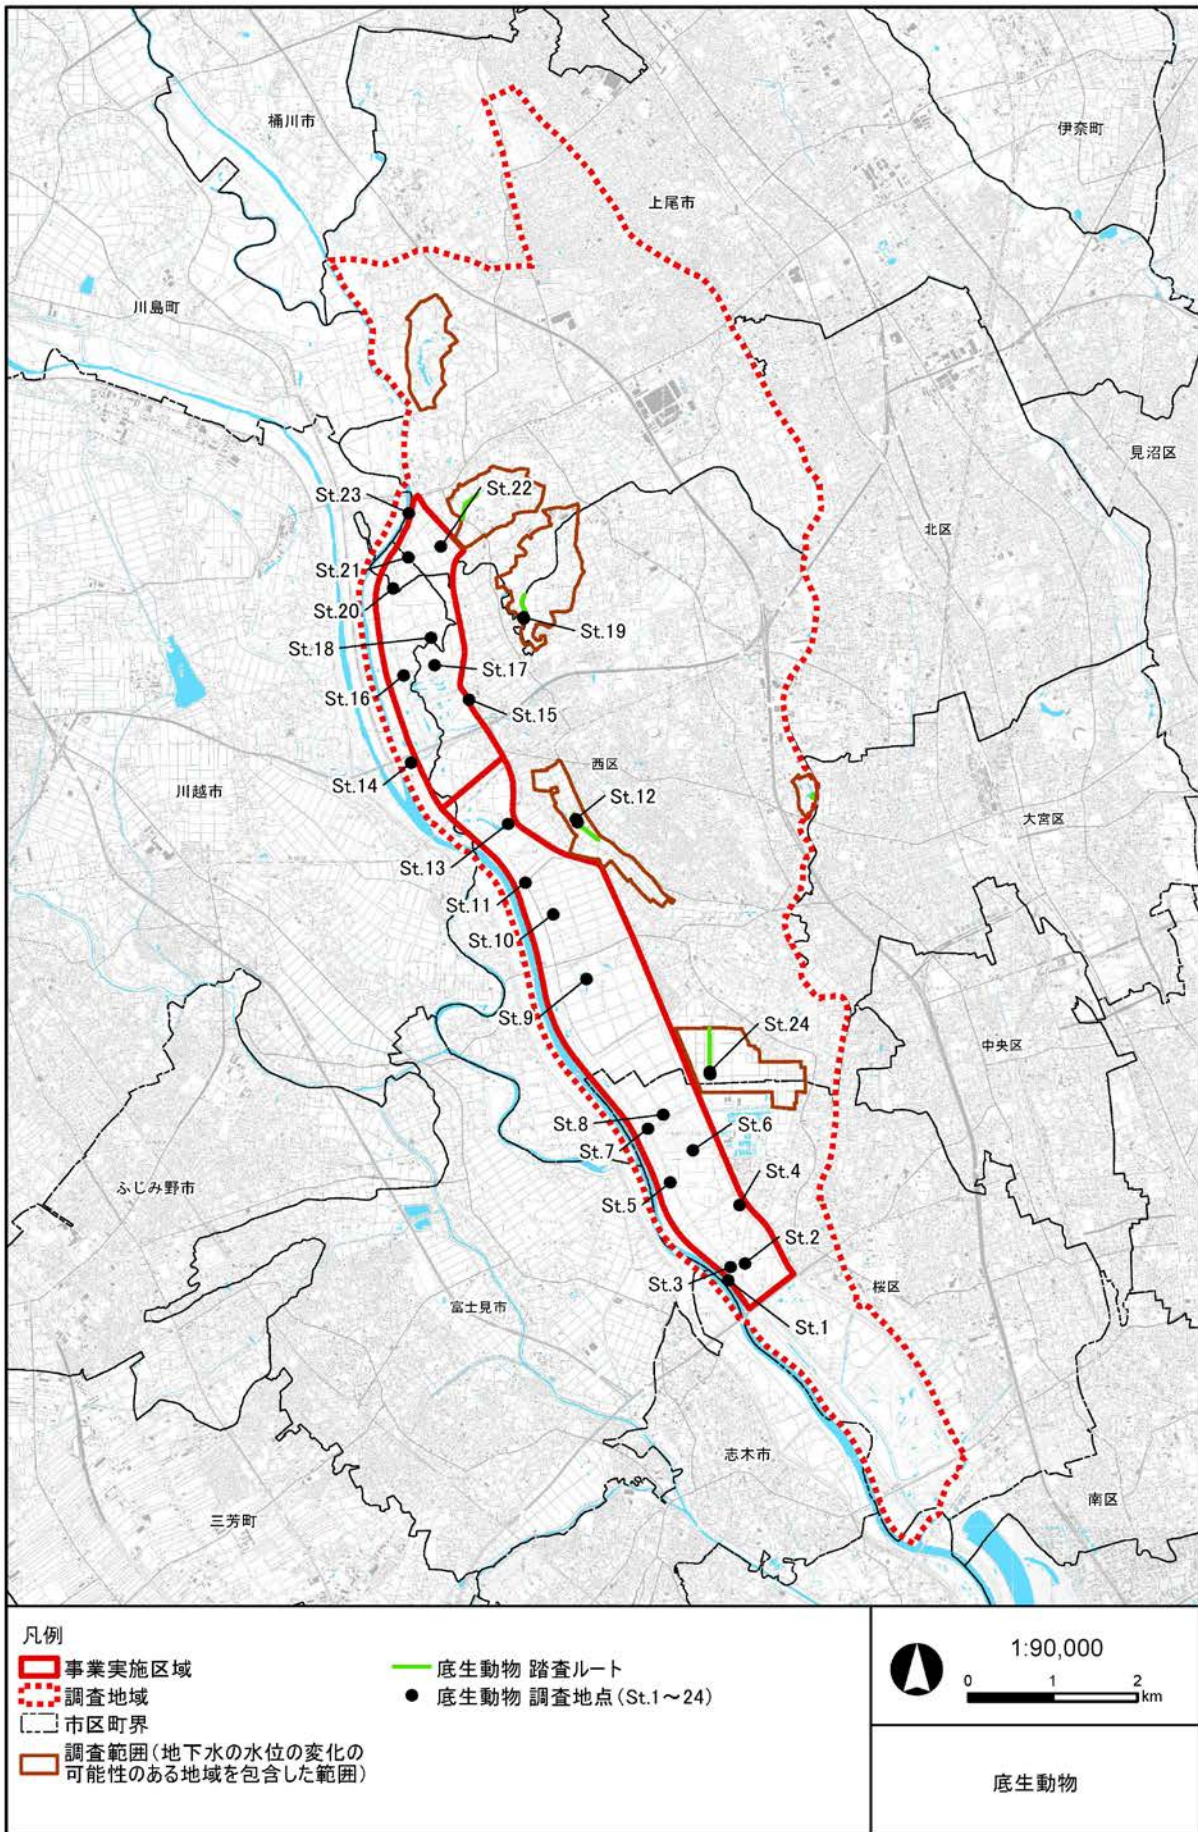 桶川市
伊奈町
上尾市
川島町
見沼区
北区
St.23
St.22
St.21
St.20
St.19
St.18
St.17
St.16
St.15
西区
St.14
St.12
川越市
大宮区
St.13
St.11
St.10
St.9
St.24
中央区
St.8
St.6
St.7
ふじみ野市
St.5
St.4
St.2
St.3
桜区
富士見市
St.1
志木市
南区
三芳町
凡例
事業実施区域
調査地域
市区町界
調査範囲(地下水の水位の変化の
可能性のある地域を包含した範囲)
底生動物 踏査ルート
底生動物 調査地点(St.1～24)
1:90,000
0 1 2
km
底生動物